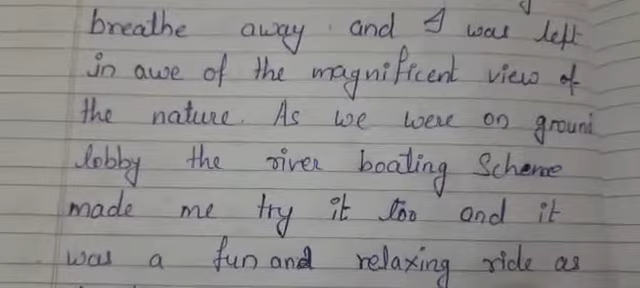 breathe away and I was left
in awe of the magnificent view of
the nature. As we were on ground
lobby the river boating Scheme
made me try it too and it
was a fun and relaxing ride as